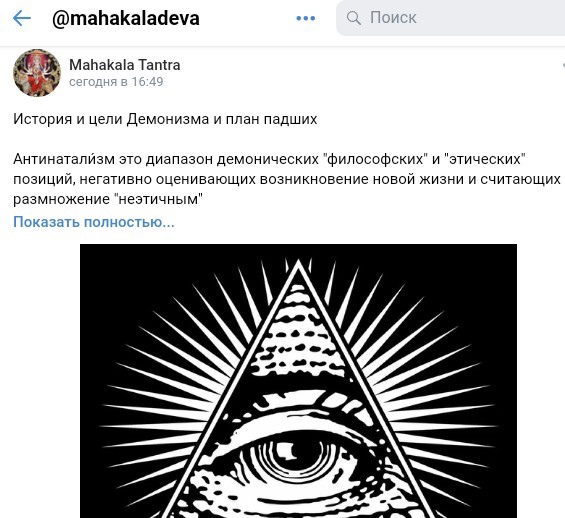 @mahakaladeva
Поиск
Mahakala Tantra
сегодня в 16:49
История и цели Демонизма и план падших
Антинатали́зм это диапазон демонических "философских" и "этических"
позиций, негативно оценивающих возникновение новой жизни и считающих
размножение "неэтичным"
Показать полностью...